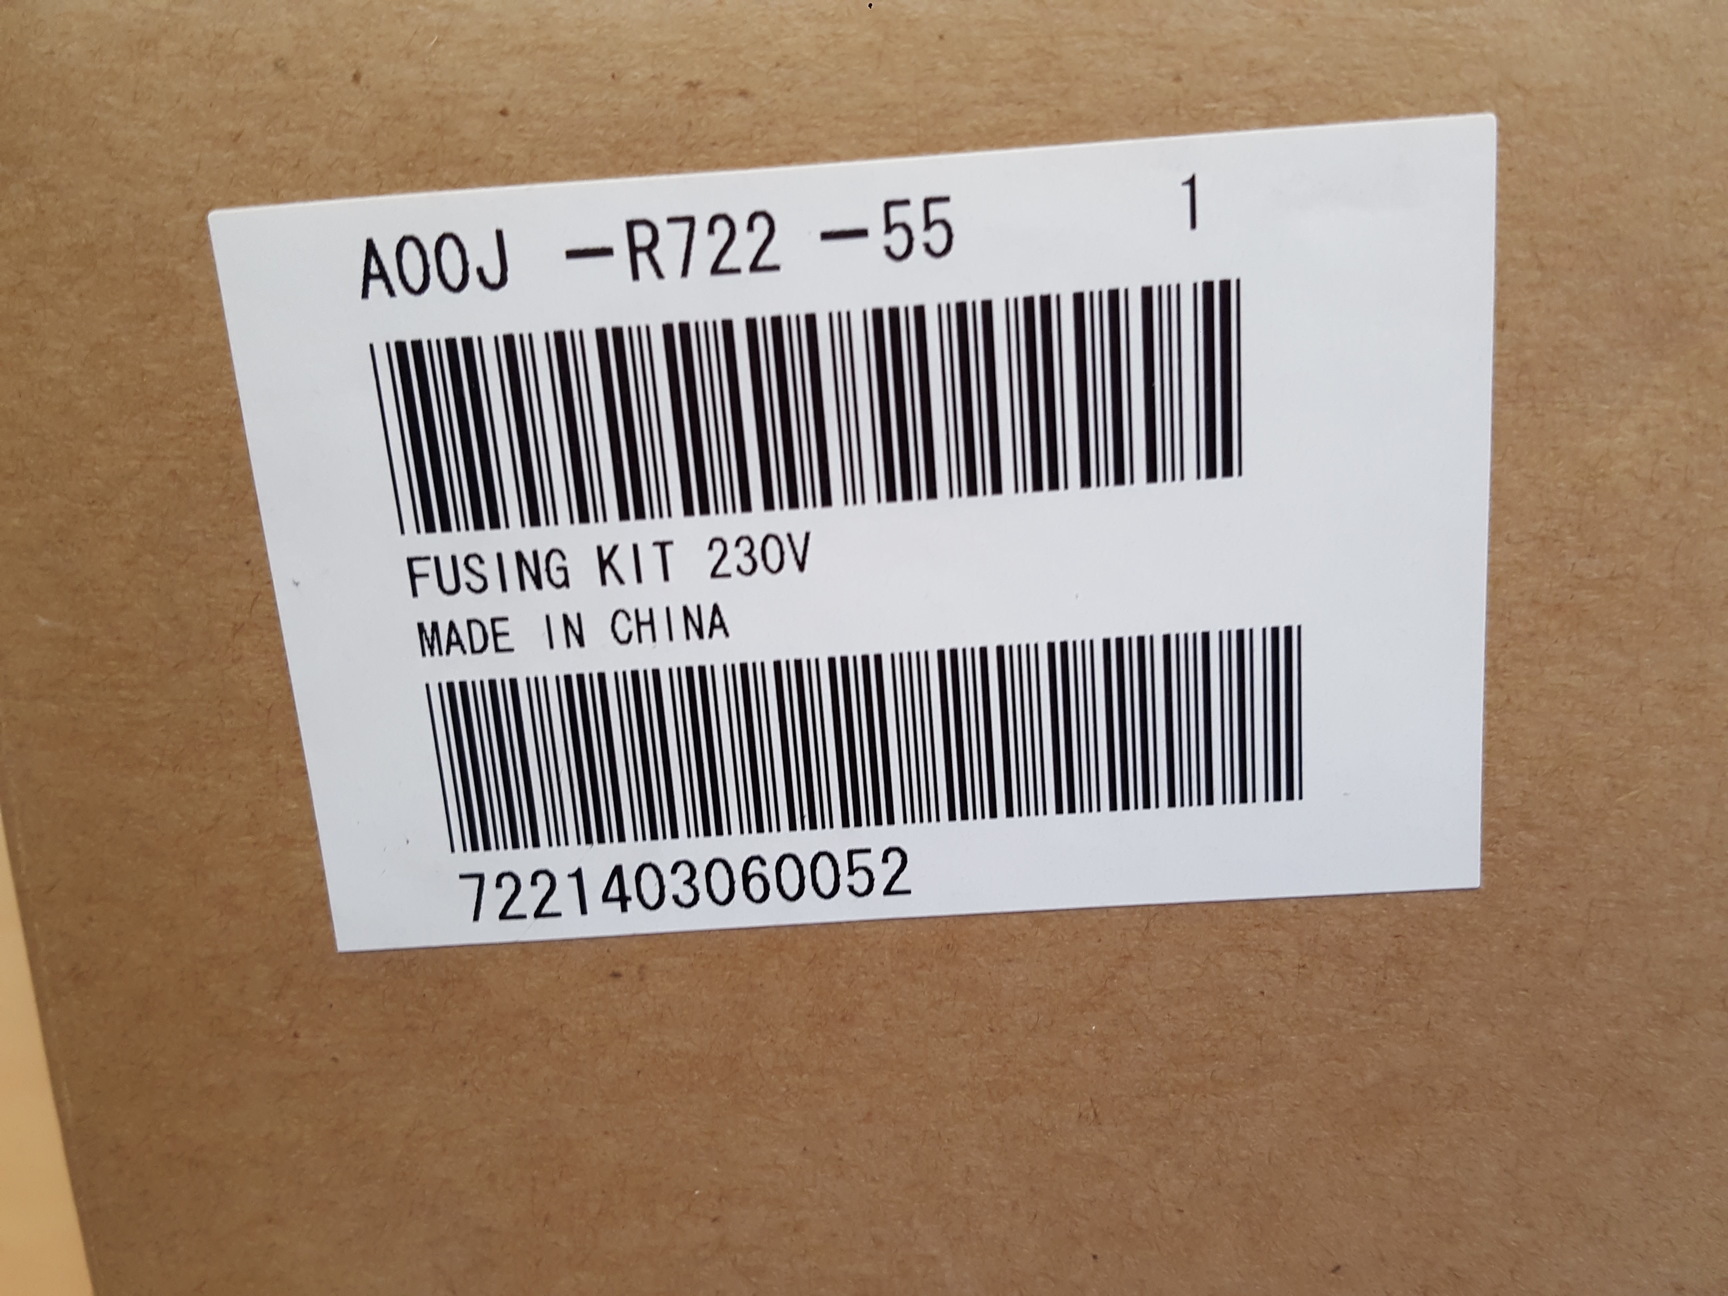 A00J -R722 -55 1
FUSING KIT 230V
MADE IN CHINA
7221403060052